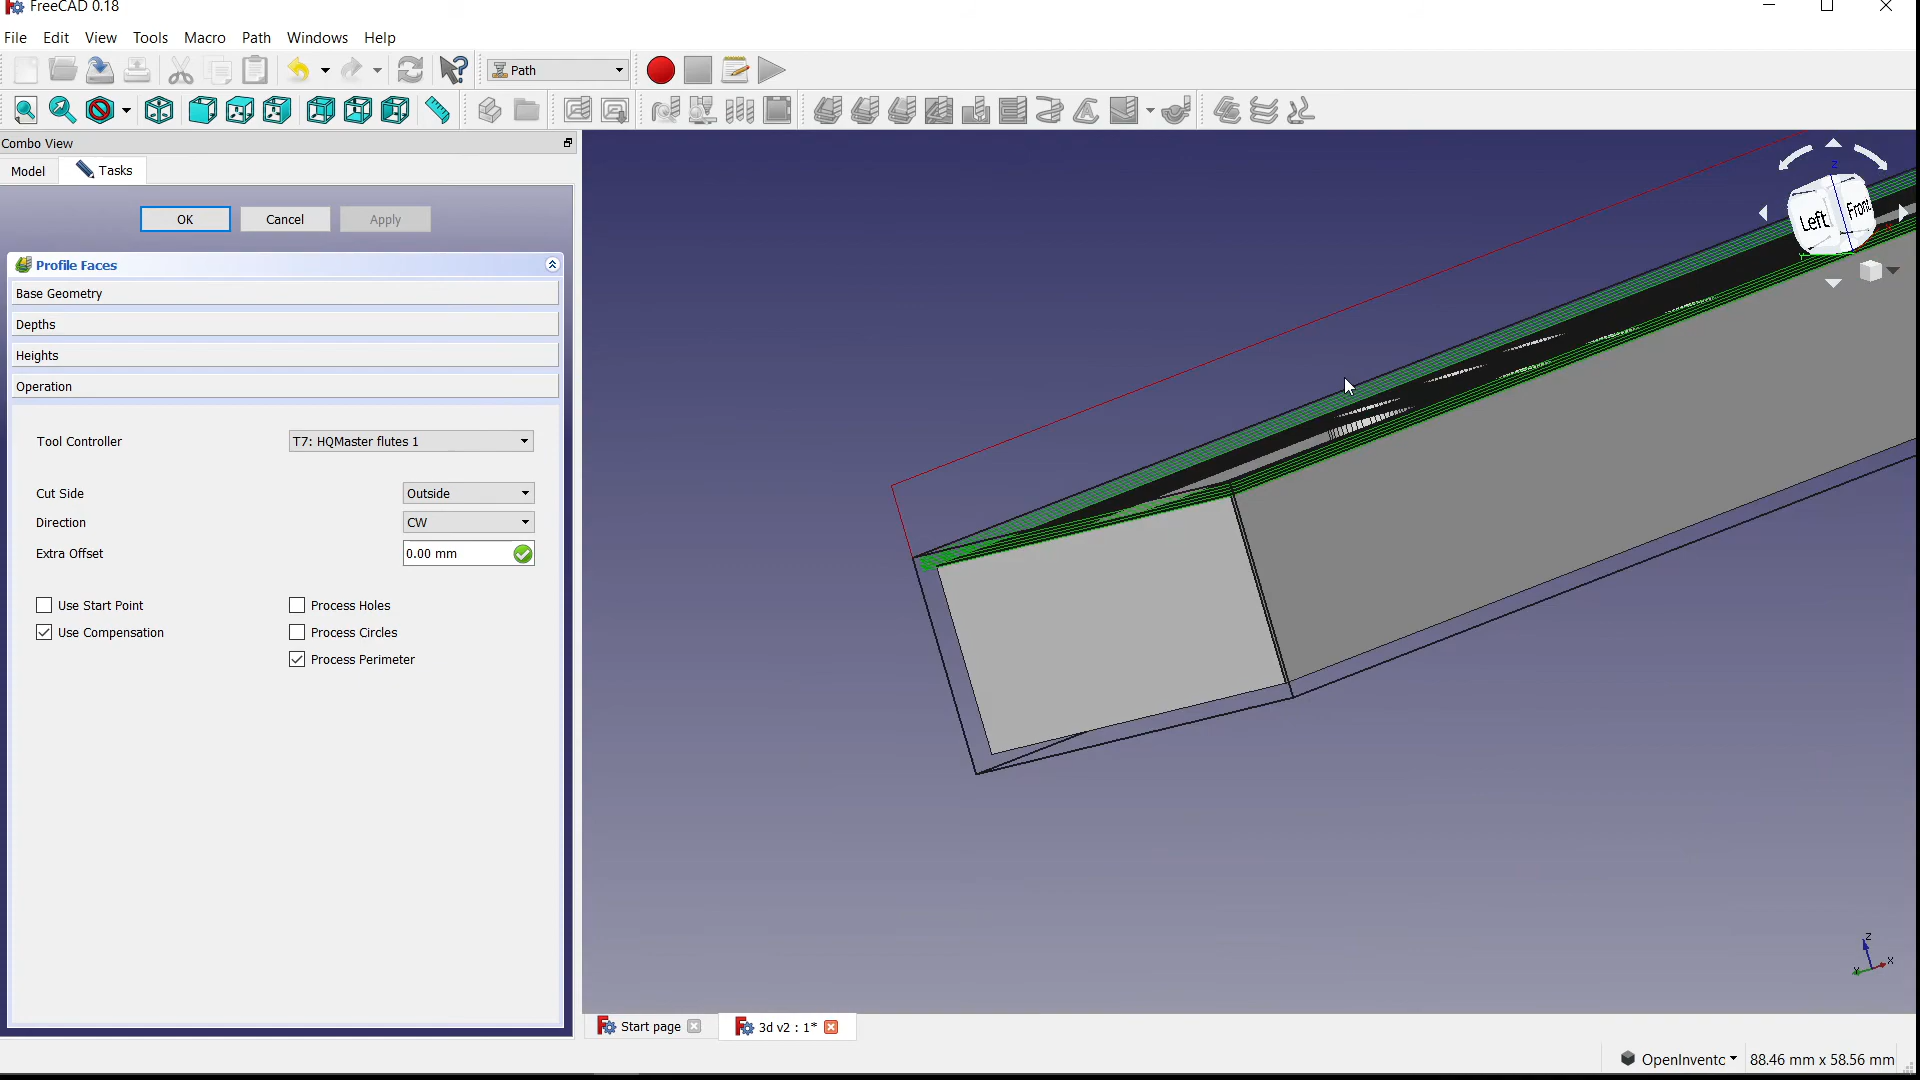 FreeCAD 0.18
File Edit View Tools Macro Path Windows Help
Path
Combo View
Model Tasks
OK Cancel Apply
Profile Faces
Base Geometry
Depths
Heights
Operation
Tool Controller T7: HQMaster flutes 1
Cut Side Outside
Direction CW
Extra Offset 0.00 mm
Use Start Point Process Holes
Use Compensation Process Circles
Process Perimeter
Z
Left Front
Z
Y X
Start page 3d v2 : 1*
OpenInventc 88.46 mm x 58.56 mm